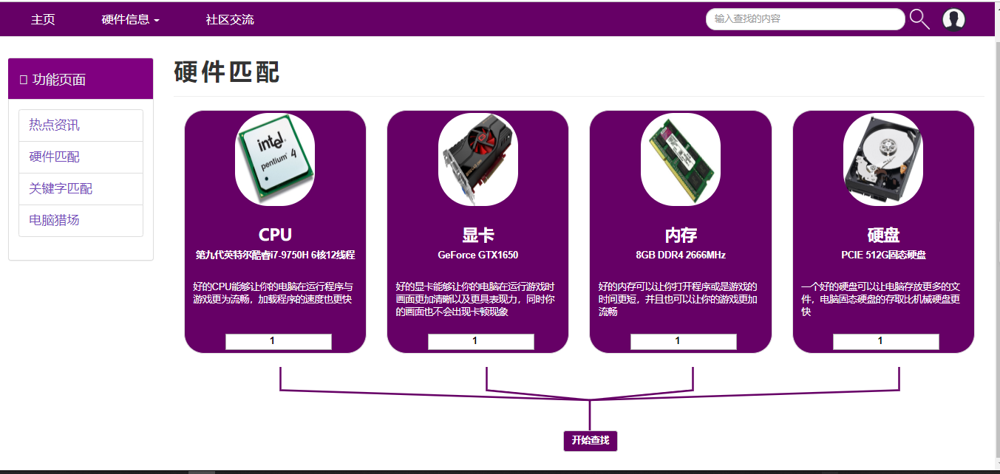 主页
硬件信息
社区交流
输入查找的内容
功能页面
热点资讯
硬件匹配
关键字匹配
电脑猎场
硬件匹配
intel.
pentium 4
CPU
第九代英特尔酷睿i7-9750H 6核12线程
好的CPU能够让你的电脑在运行程序与
游戏更为流畅，加载程序的速度也更快
1
显卡
GeForce GTX1650
好的显卡能够让你的电脑在运行游戏时
画面更加清晰以及更具表现力，同时你
的画面也不会出现卡顿现象
1
内存
8GB DDR4 2666MHz
好的内存可以让你打开程序或是游戏的
时间更短，并且也可以让你的游戏更加
流畅
1
硬盘
PCIE 512G固态硬盘
一个好的硬盘可以让电脑存放更多的文
件，电脑固态硬盘的存取比机械硬盘更
快
1
开始查找